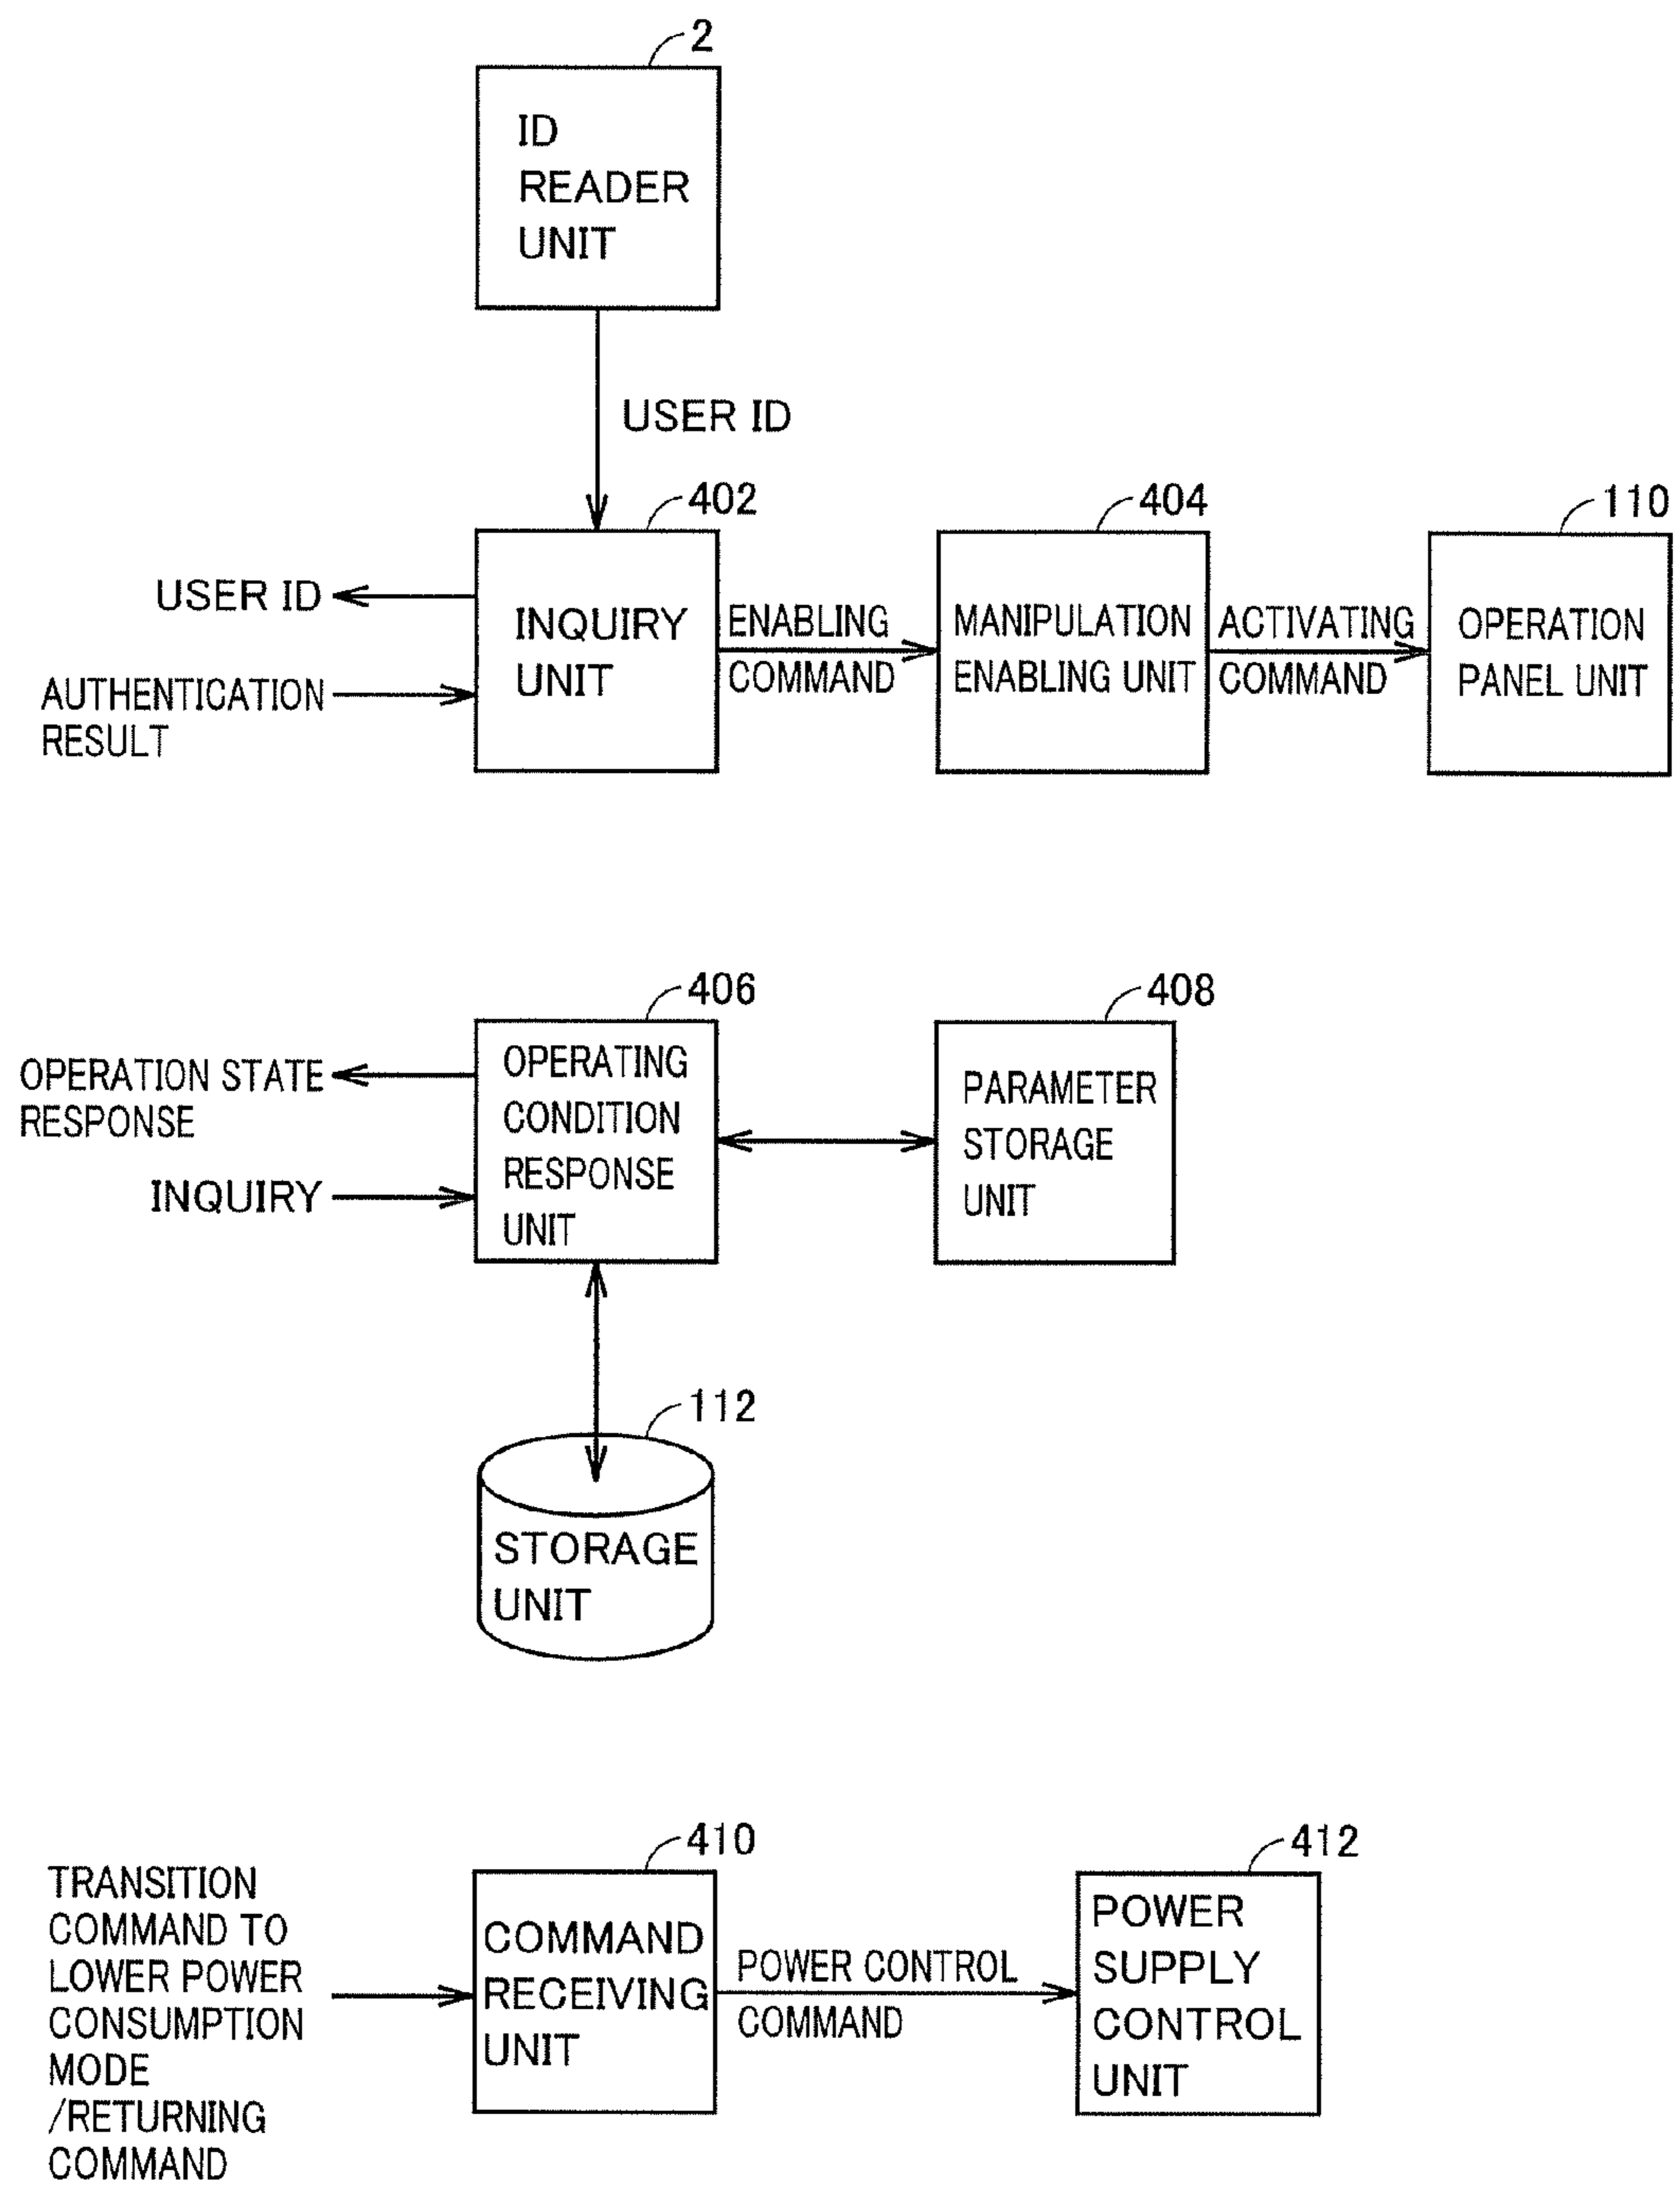 2
ID
READER
UNIT
USER ID
402
404
110
USER ID
AUTHENTICATION
RESULT
INQUIRY
UNIT
ENABLING
COMMAND
MANIPULATION
ENABLING UNIT
ACTIVATING
COMMAND
OPERATION
PANEL UNIT
406
408
OPERATION STATE
RESPONSE
INQUIRY
OPERATING
CONDITION
RESPONSE
UNIT
PARAMETER
STORAGE
UNIT
112
STORAGE
UNIT
410
412
TRANSITION
COMMAND TO
LOWER POWER
CONSUMPTION
MODE
/RETURNING
COMMAND
COMMAND
RECEIVING
UNIT
POWER CONTROL
COMMAND
POWER
SUPPLY
CONTROL
UNIT